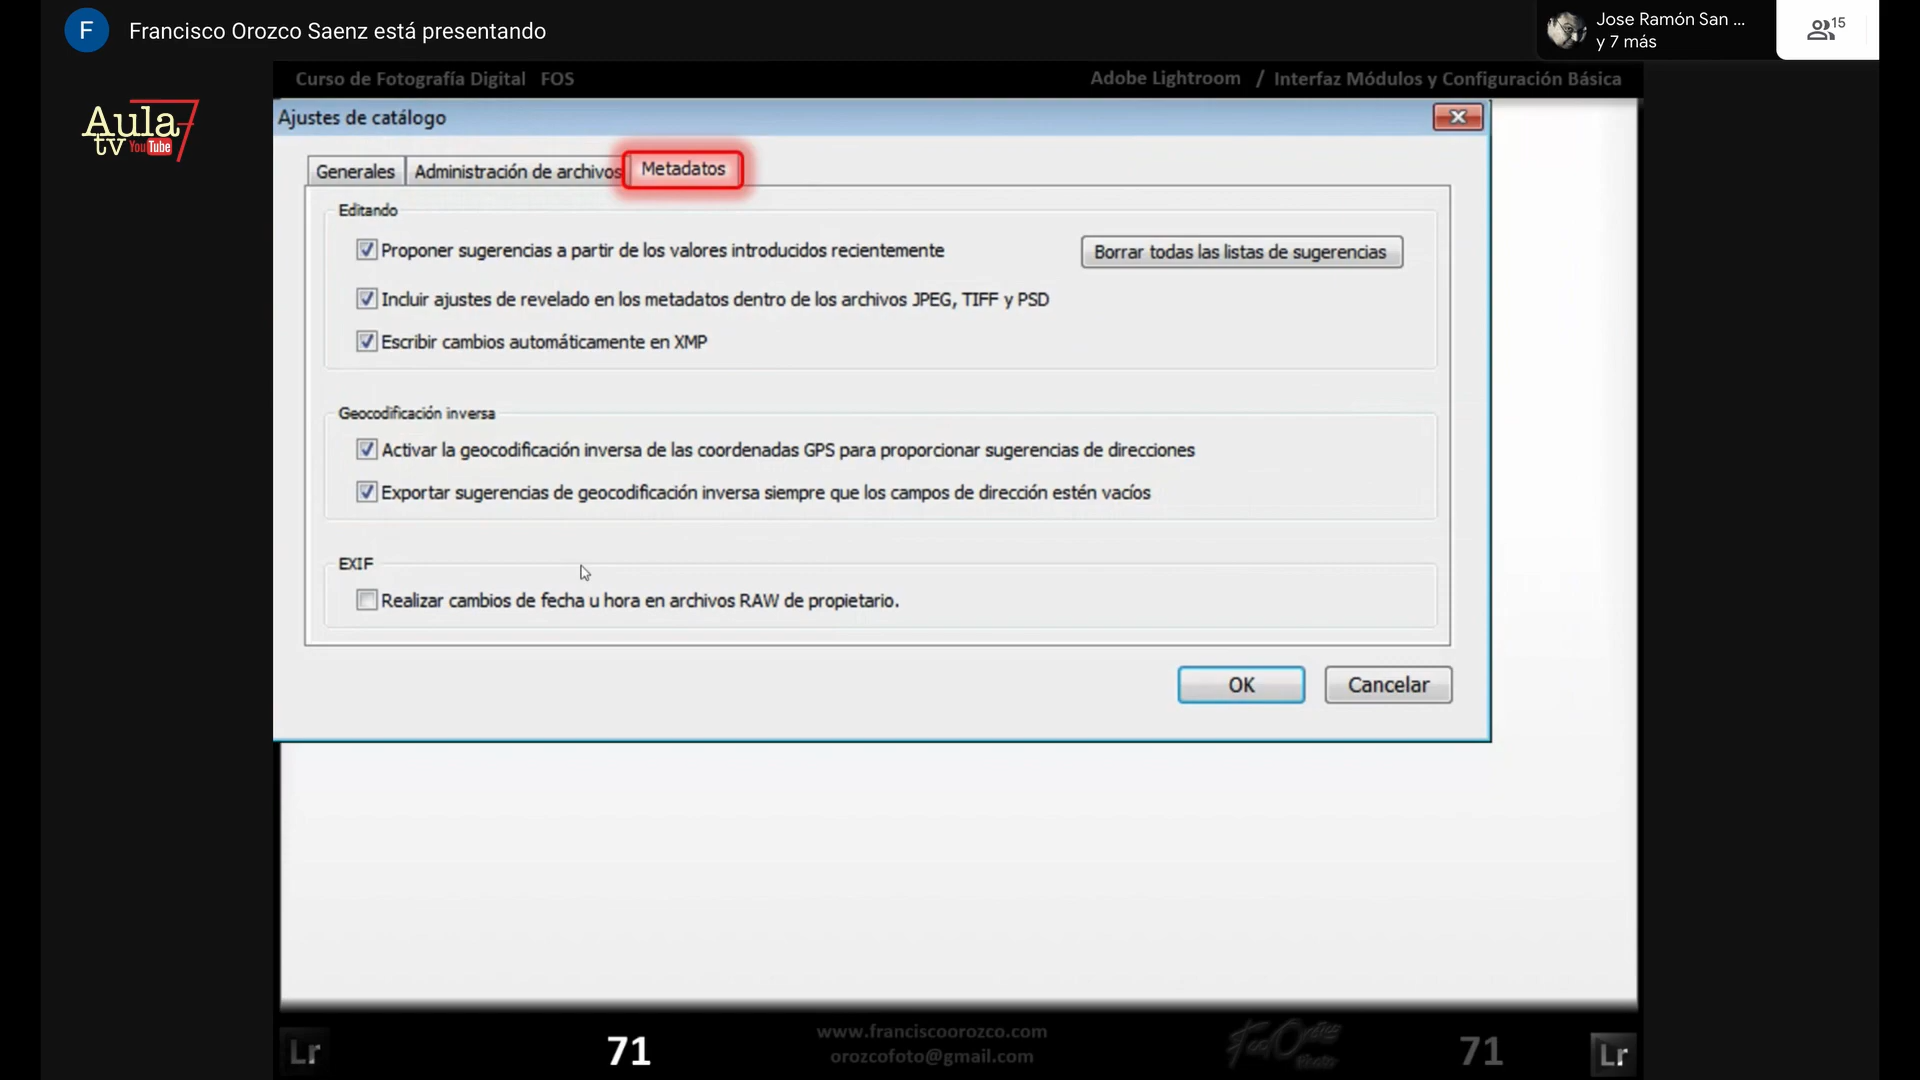 F
Francisco Orozco Saenz está presentando
Jose Ramón San ...
y 7 más
15
Aula 7
tv YouTube
Curso de Fotografía Digital FOS
Adobe Lightroom / Interfaz Módulos y Configuración Básica
Ajustes de catálogo
Generales
Administración de archivos
Metadatos
Editando
Proponer sugerencias a partir de los valores introducidos recientemente
Borrar todas las listas de sugerencias
Incluir ajustes de revelado en los metadatos dentro de los archivos JPEG, TIFF y PSD
Escribir cambios automáticamente en XMP
Geocodificación inversa
Activar la geocodificación inversa de las coordenadas GPS para proporcionar sugerencias de direcciones
Exportar sugerencias de geocodificación inversa siempre que los campos de dirección estén vacíos
EXIF
Realizar cambios de fecha u hora en archivos RAW de propietario.
OK
Cancelar
Lr
71
www.franciscoorozco.com
orozcofoto@gmail.com
Photo
71
Lr